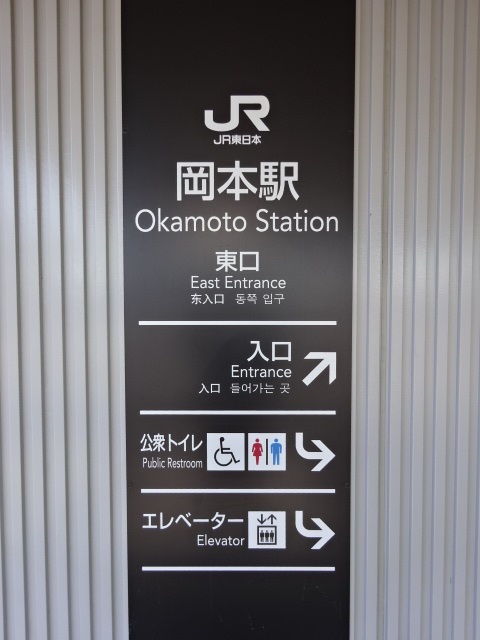 JR
JR東日本
岡本駅
Okamoto Station
東口
East Entrance
东入口 동쪽 입구
入口
Entrance
入口 들어가는 곳
公衆トイレ
Public Restroom
エレベーター
Elevator